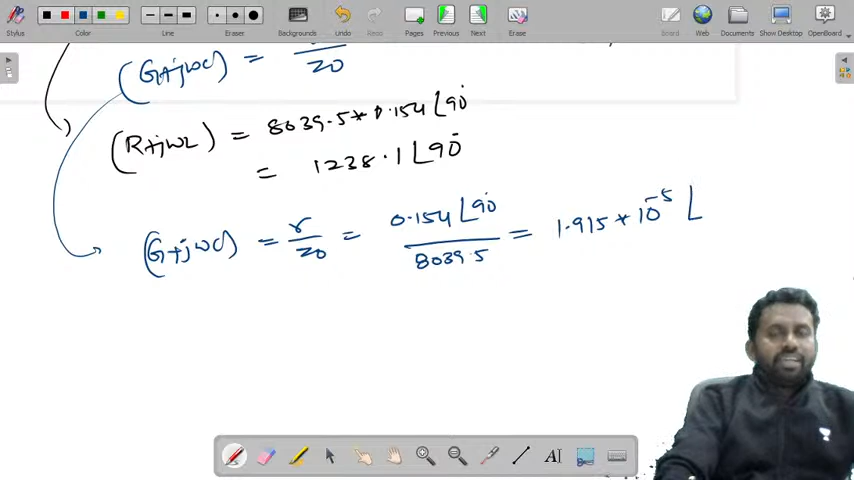 Stylus
Color
Line
Eraser
Backgrounds
Undo
Redo
Pages
Previous
Next
Erase
Board
Web
Documents
Show Desktop
OpenBoard
(G+jωC) = / Z0
(R+jωL) = 8039.5*0.154 ∠90°
= 1238.1 ∠90°
(G+jωC) = γ/Z0 = 0.154 ∠90° / 8039.5 = 1.915 * 10^-5 ∠